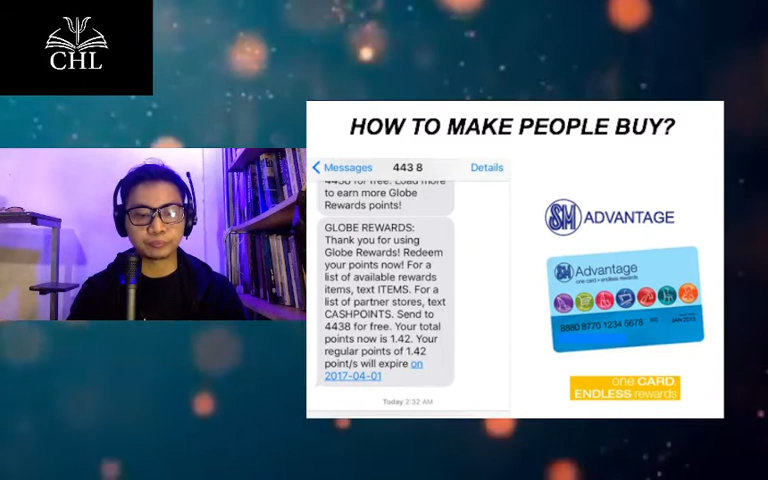 CHL
HOW TO MAKE PEOPLE BUY?
Messages 443 8 Details
4438 for free. Load more
to earn more Globe
Rewards points!
GLOBE REWARDS:
Thank you for using
Globe Rewards! Redeem
your points now! For a
list of available rewards
items, text ITEMS. For a
list of partner stores, text
CASHPOINTS. Send to
4438 for free. Your total
points now is 1.42. Your
regular points of 1.42
point/s will expire on
2017-04-01
Today 2:32 AM
SM ADVANTAGE
SM Advantage
one card • endless rewards
8880 8770 1234 5678
JAN 2013
one CARD.
ENDLESS rewards